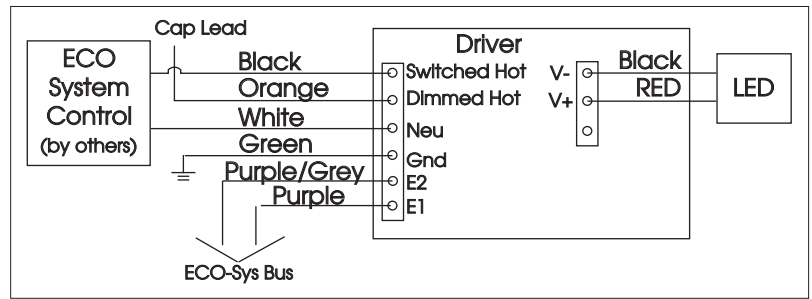 Cap Lead
ECO
System
Control
(by others)
Black
Orange
White
Green
Purple/Grey
Purple
ECO-Sys Bus
Driver
Switched Hot
Dimmed Hot
Neu
Gnd
E2
E1
V-
V+
Black
RED
LED